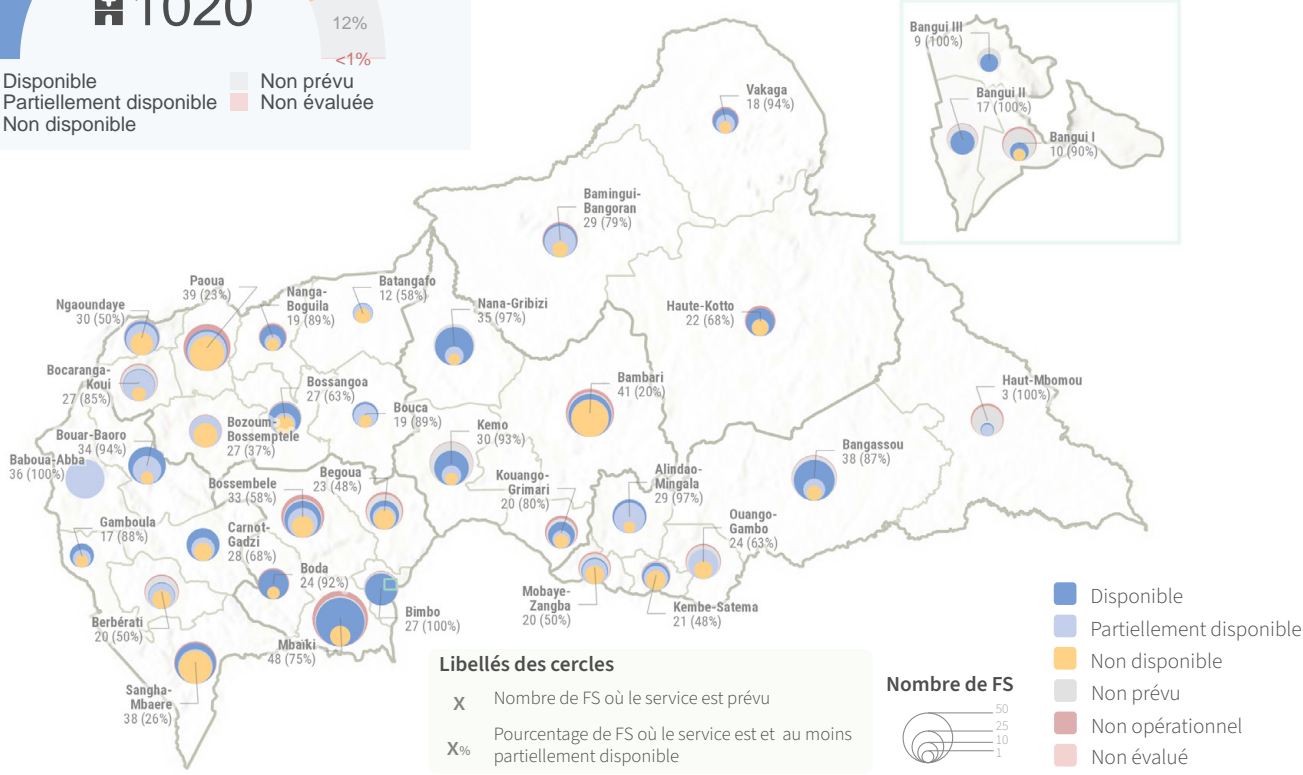 1020
12%
<1%
Disponible
Partiellement disponible
Non disponible
Non prévu
Non évaluée
Bangui III
9 (100%)
Bangui II
17 (100%)
Bangui I
10 (90%)
Vakaga
18 (94%)
Bamingui-
Bangoran
29 (79%)
Paoua
39 (23%)
Ngaoundaye
30 (50%)
Nanga-
Boguila
19 (89%)
Batangafo
12 (58%)
Nana-Gribizi
35 (97%)
Haute-Kotto
22 (68%)
Bocaranga-
Koui
27 (85%)
Bossangoa
27 (63%)
Bouca
19 (89%)
Bambari
41 (20%)
Haut-Mbomou
3 (100%)
Bozoum-
Bossemptele
27 (37%)
Kemo
30 (93%)
Bouar-Baoro
34 (94%)
Baboua-Abba
36 (100%)
Bangassou
38 (87%)
Bossembele
33 (58%)
Begoua
23 (48%)
Kouango-
Grimari
20 (80%)
Alindao-
Mingala
29 (97%)
Ouango-
Gambo
24 (63%)
Gamboula
17 (88%)
Carnot-
Gadzi
28 (68%)
Boda
24 (92%)
Mobaye-
Zangba
20 (50%)
Kembe-Satema
21 (48%)
Berbérati
20 (50%)
Bimbo
27 (100%)
Mbaïki
48 (75%)
Sangha-
Mbaere
38 (26%)
Libellés des cercles
X Nombre de FS où le service est prévu
X% Pourcentage de FS où le service est et au moins
partiellement disponible
Nombre de FS
50
25
10
1
Disponible
Partiellement disponible
Non disponible
Non prévu
Non opérationnel
Non évalué